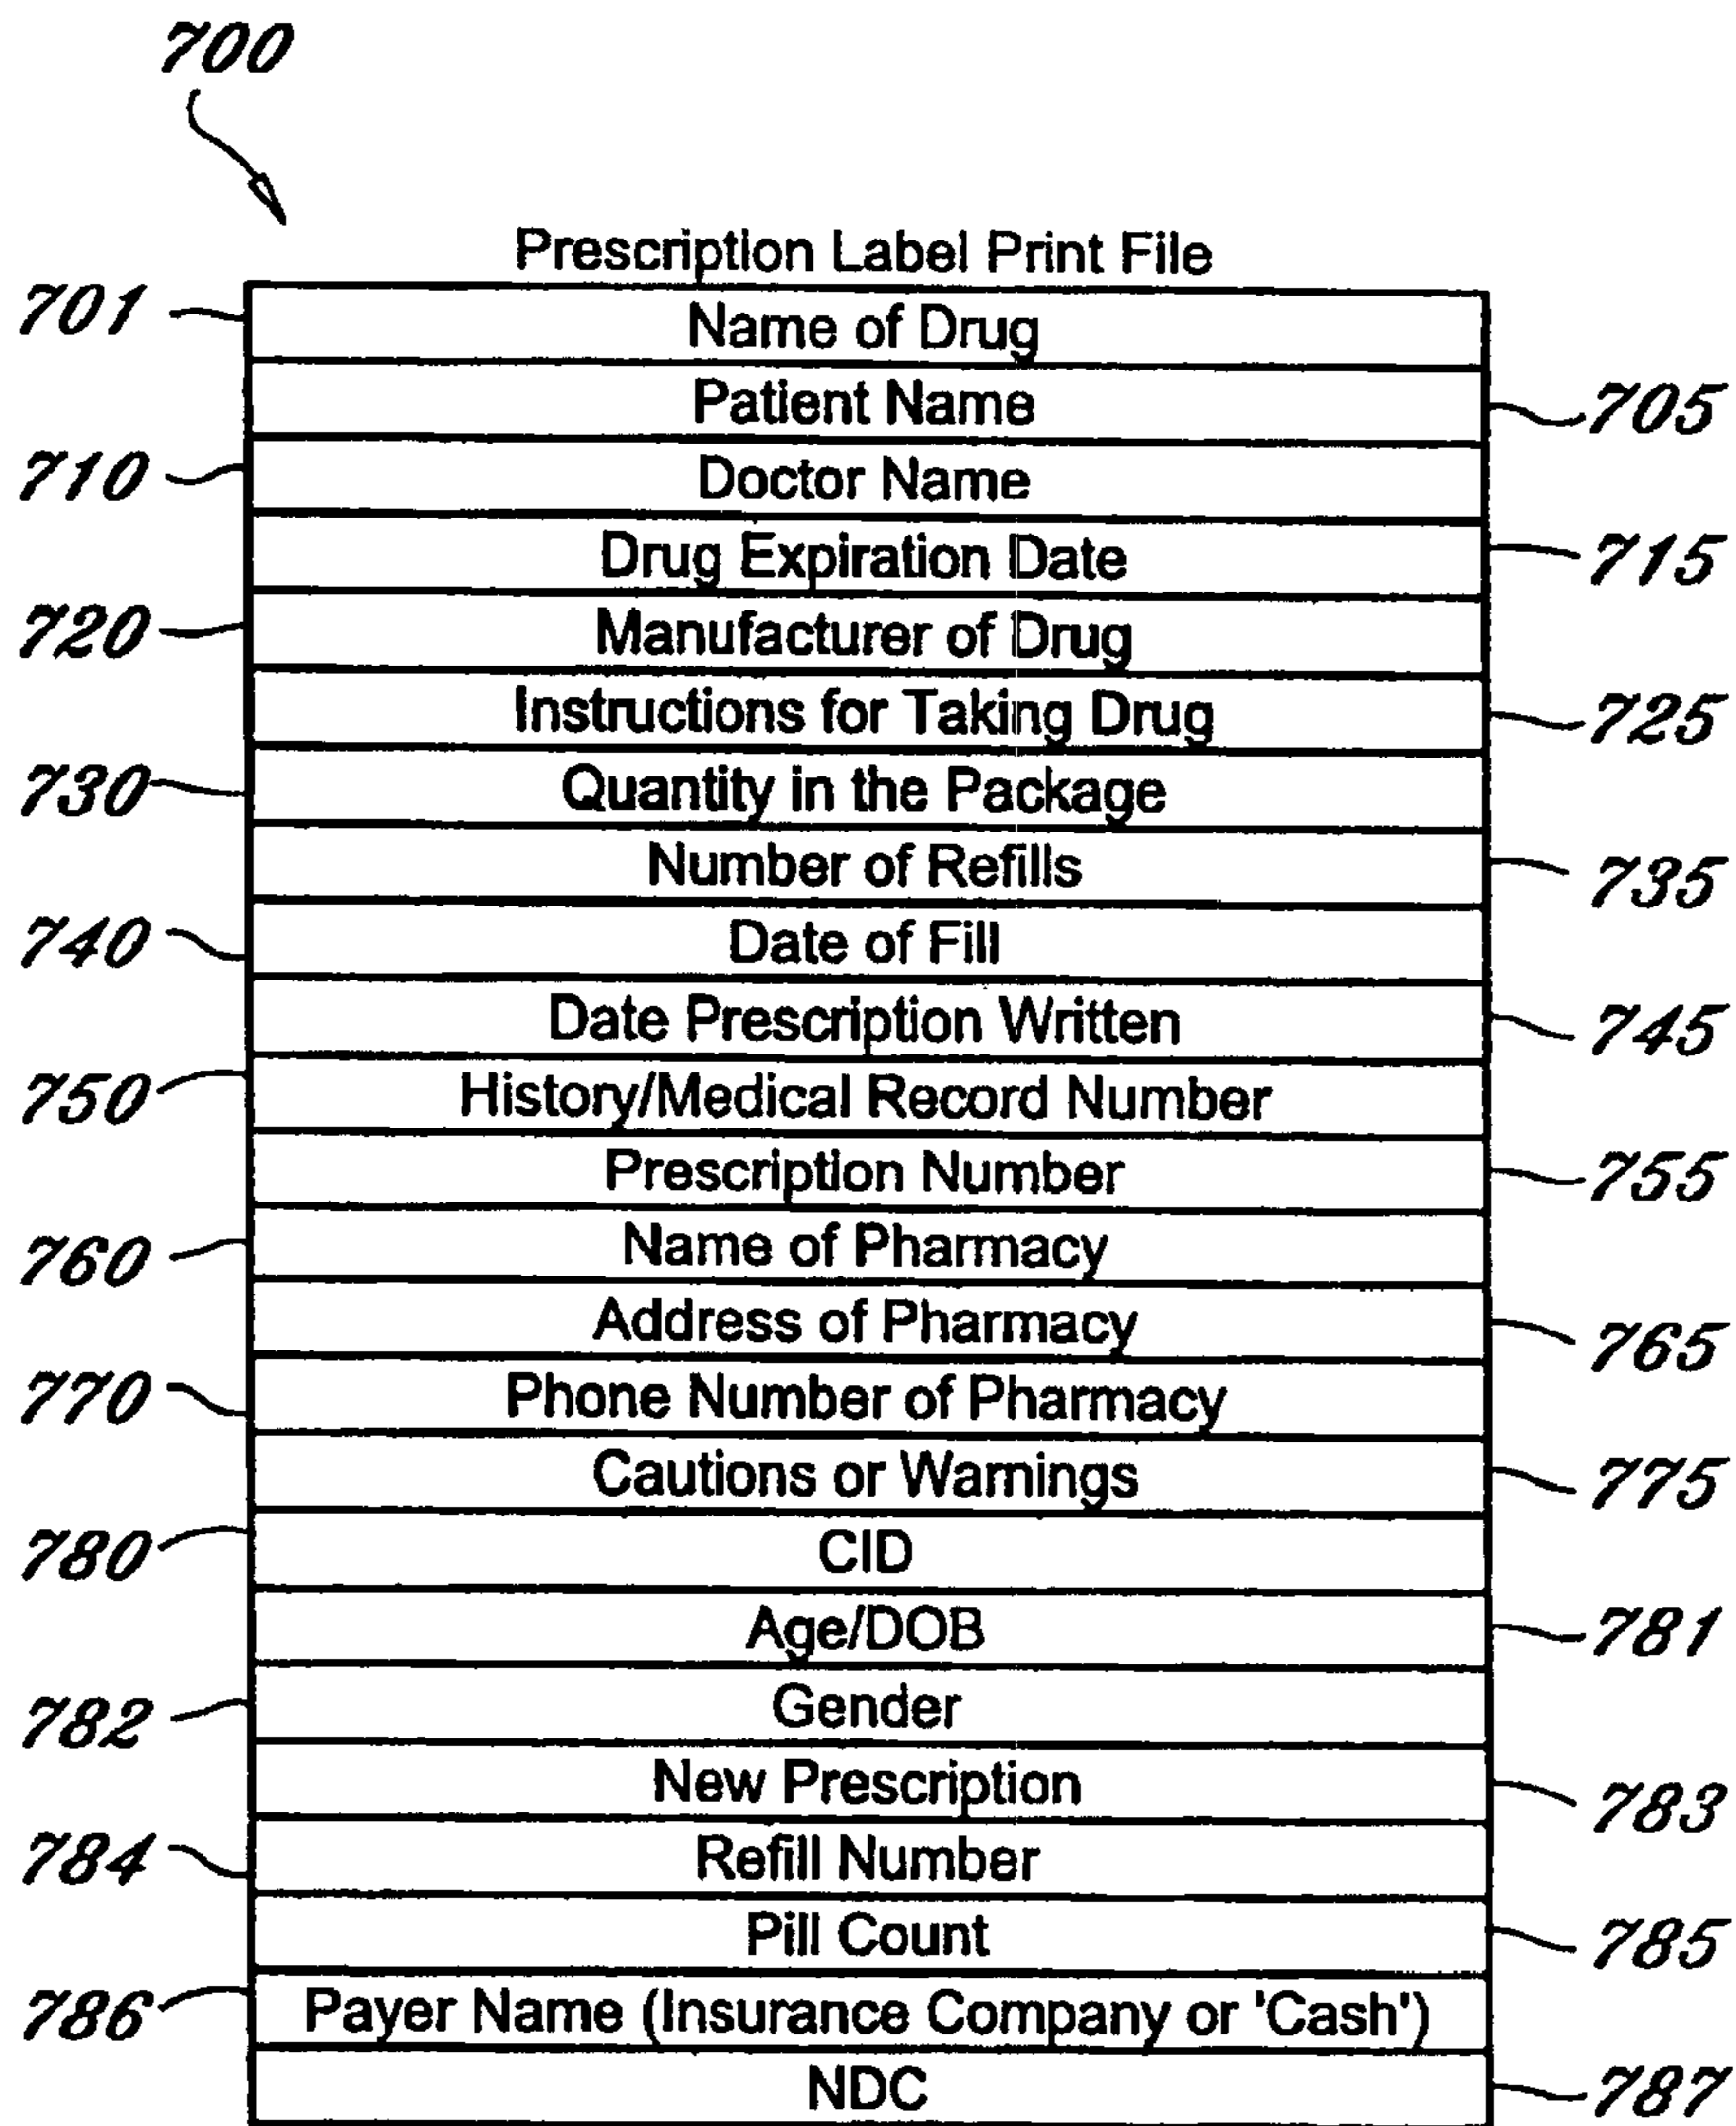 700
Prescription Label Print File
701 Name of Drug
Patient Name 705
710 Doctor Name
Drug Expiration Date 715
720 Manufacturer of Drug
Instructions for Taking Drug 725
730 Quantity in the Package
Number of Refills 735
740 Date of Fill
Date Prescription Written 745
750 History/Medical Record Number
Prescription Number 755
760 Name of Pharmacy
Address of Pharmacy 765
770 Phone Number of Pharmacy
Cautions or Warnings 775
780 CID
Age/DOB 781
782 Gender
New Prescription 783
784 Refill Number
Pill Count 785
786 Payer Name (Insurance Company or 'Cash')
NDC 787